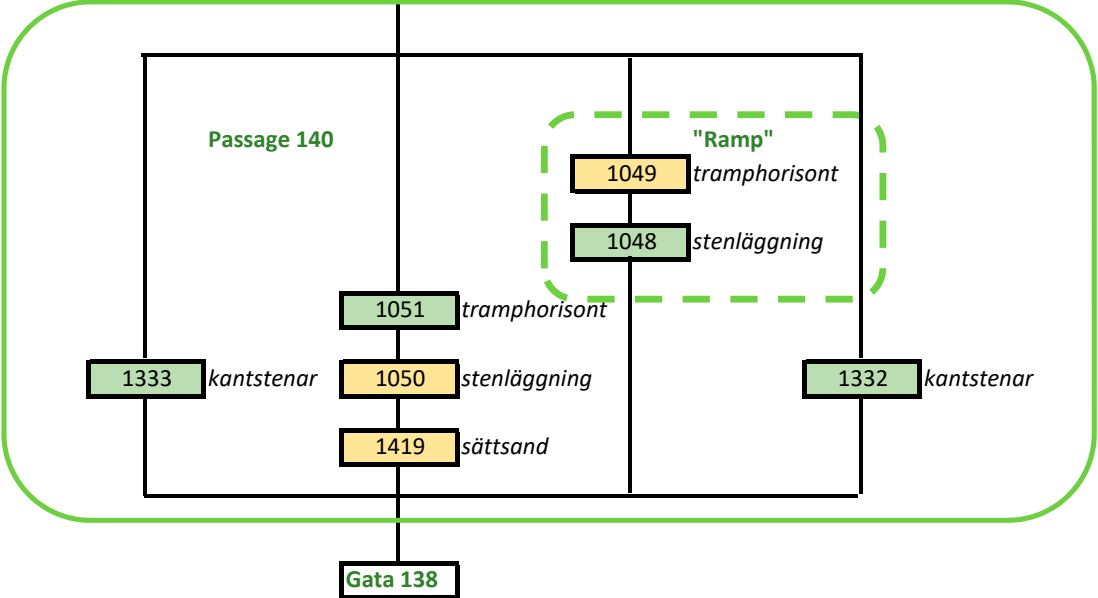 Passage 140
"Ramp"
1049 tramphorisont
1048 stenläggning
1051 tramphorisont
1333 kantstenar
1050 stenläggning
1332 kantstenar
1419 sättsand
Gata 138